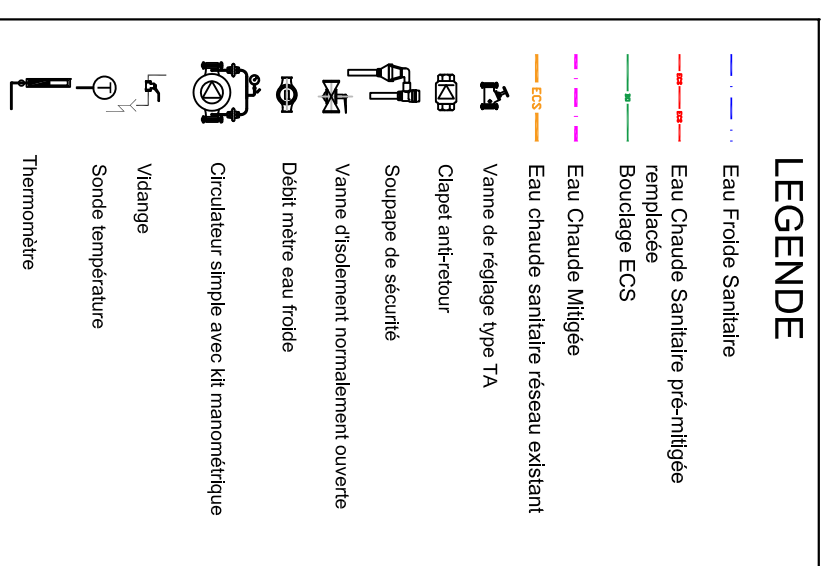 LEGENDE
Eau Froide Sanitaire
ECS ECS
Eau Chaude Sanitaire pré-mitigée
remplacée
Bouclage ECS
Eau Chaude Mitigée
ECS
Eau chaude sanitaire réseau existant
Vanne de réglage type TA
Clapet anti-retour
Soupape de sécurité
Vanne d'isolement normalement ouverte
Débit mètre eau froide
Circulateur simple avec kit manométrique
Vidange
T
Sonde température
Thermomètre